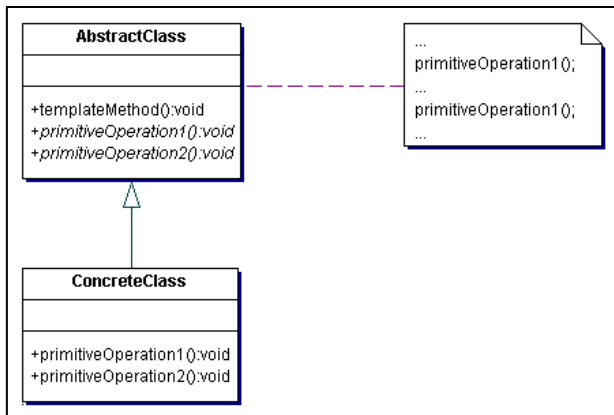 AbstractClass
+templateMethod():void
+primitiveOperation1():void
+primitiveOperation2():void
...
primitiveOperation1();
...
primitiveOperation1();
...
ConcreteClass
+primitiveOperation1():void
+primitiveOperation2():void